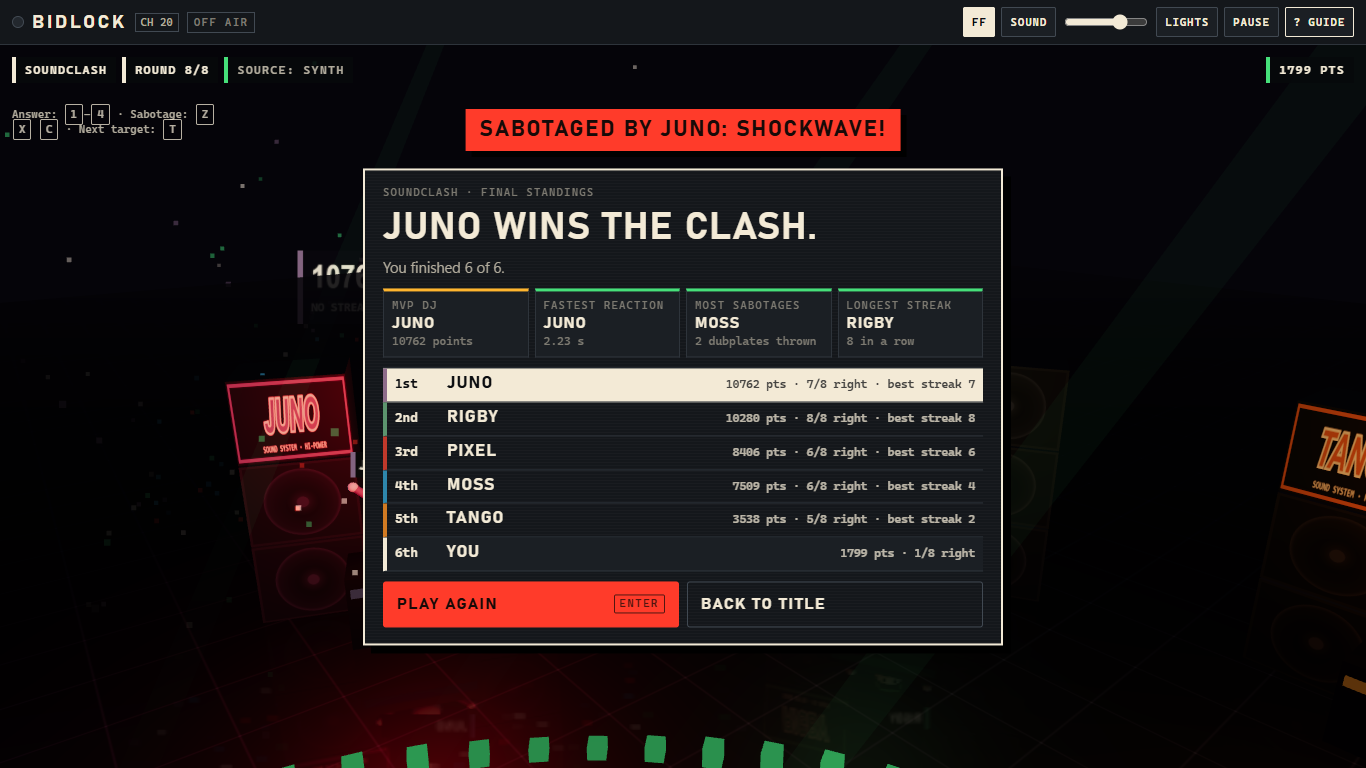 BIDLOCK CH 20 OFF AIR FF SOUND LIGHTS PAUSE ? GUIDE
SOUNDCLASH ROUND 8/8 SOURCE: SYNTH 1799 PTS
Answer: 1 – 4 · Sabotage: Z
X C · Next target: T
SABOTAGED BY JUNO: SHOCKWAVE!
SOUNDCLASH · FINAL STANDINGS
JUNO WINS THE CLASH.
You finished 6 of 6.
MVP DJ
JUNO
10762 points
FASTEST REACTION
JUNO
2.23 s
MOST SABOTAGES
MOSS
2 dubplates thrown
LONGEST STREAK
RIGBY
8 in a row
1st JUNO 10762 pts · 7/8 right · best streak 7
2nd RIGBY 10280 pts · 8/8 right · best streak 8
3rd PIXEL 8406 pts · 6/8 right · best streak 6
4th MOSS 7509 pts · 6/8 right · best streak 4
5th TANGO 3538 pts · 5/8 right · best streak 2
6th YOU 1799 pts · 1/8 right
PLAY AGAIN ENTER
BACK TO TITLE
1076
NO STREA
JUNO
SOUND SYSTEM · HI-POWER
TAN
SOUND SYSTEM · H